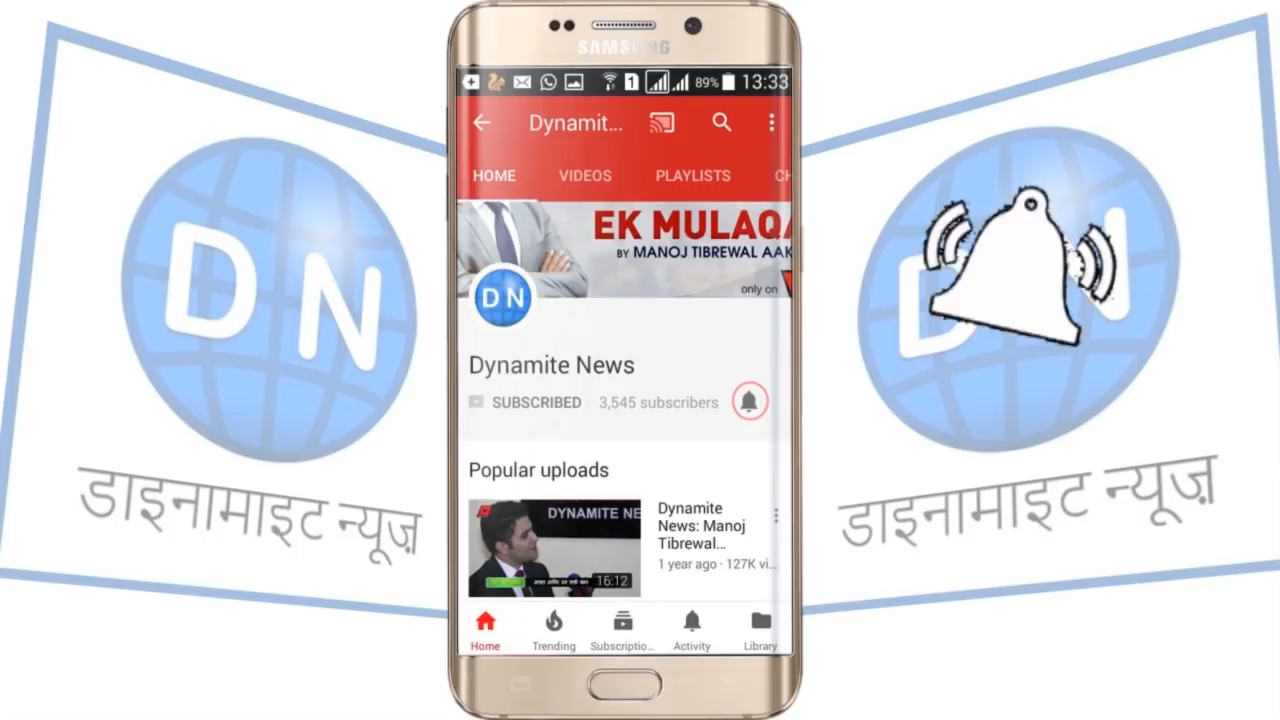 SAMSUNG
1 89% 13:33
Dynamit...
HOME VIDEOS PLAYLISTS CH
EK MULAQA
BY MANOJ TIBREWAL AAK
only on
DN
Dynamite News
SUBSCRIBED 3,545 subscribers
Popular uploads
DYNAMITE NE
16:12
Dynamite
News: Manoj
Tibrewal...
1 year ago · 127K vi...
Home Trending Subscriptio... Activity Library
DN
डाइनामाइट न्यूज़
D N
डाइनामाइट न्यूज़